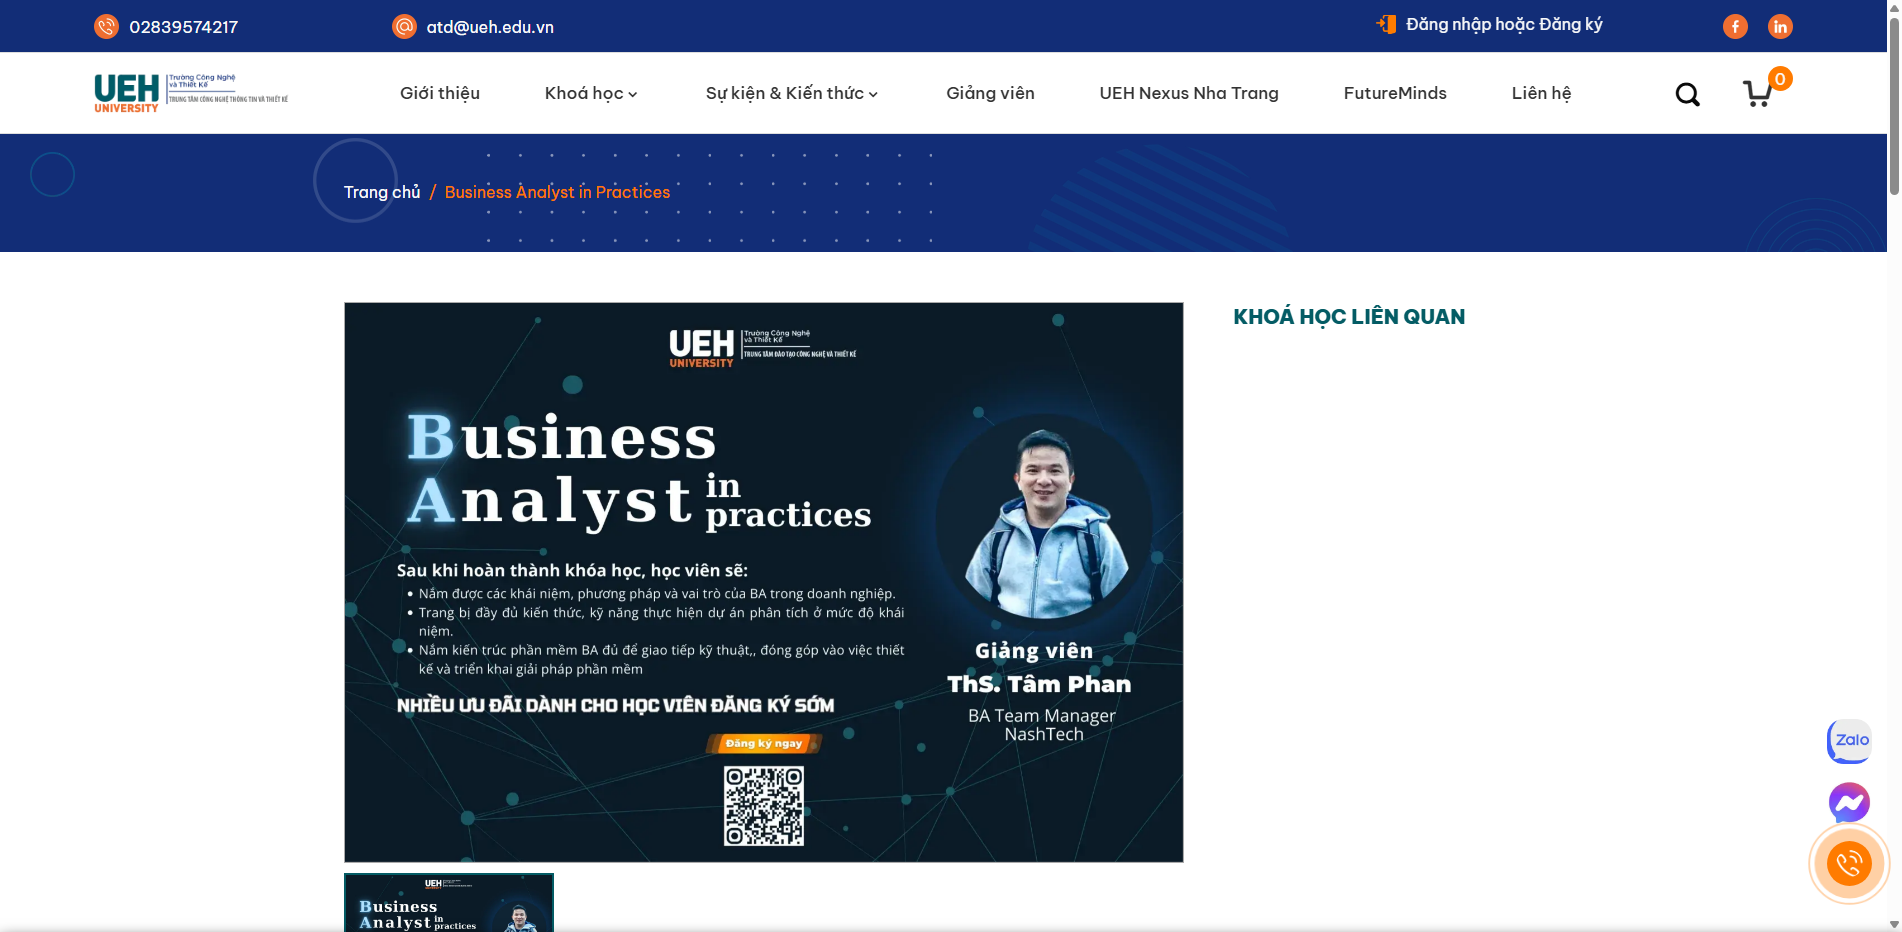 02839574217
atd@ueh.edu.vn
Đăng nhập hoặc Đăng ký
UEH
UNIVERSITY
Trường Công Nghệ
và Thiết Kế
TRUNG TÂM CÔNG NGHỆ THÔNG TIN VÀ THIẾT KẾ
Giới thiệu
Khoá học
Sự kiện & Kiến thức
Giảng viên
UEH Nexus Nha Trang
FutureMinds
Liên hệ
0
Trang chủ / Business Analyst in Practices
UEH
UNIVERSITY
Trường Công Nghệ
và Thiết Kế
TRUNG TÂM ĐÀO TẠO CÔNG NGHỆ VÀ THIẾT KẾ
Business
Analyst in
practices
Sau khi hoàn thành khóa học, học viên sẽ:
• Nắm được các khái niệm, phương pháp và vai trò của BA trong doanh nghiệp.
• Trang bị đầy đủ kiến thức, kỹ năng thực hiện dự án phân tích ở mức độ khái
niệm.
• Nắm kiến trúc phần mềm BA đủ để giao tiếp kỹ thuật,, đóng góp vào việc thiết
kế và triển khai giải pháp phần mềm
NHIỀU ƯU ĐÃI DÀNH CHO HỌC VIÊN ĐĂNG KÝ SỚM
Đăng ký ngay
Giảng viên
ThS. Tâm Phan
BA Team Manager
NashTech
KHOÁ HỌC LIÊN QUAN
Zalo
UEH
Business
Analyst in
practices